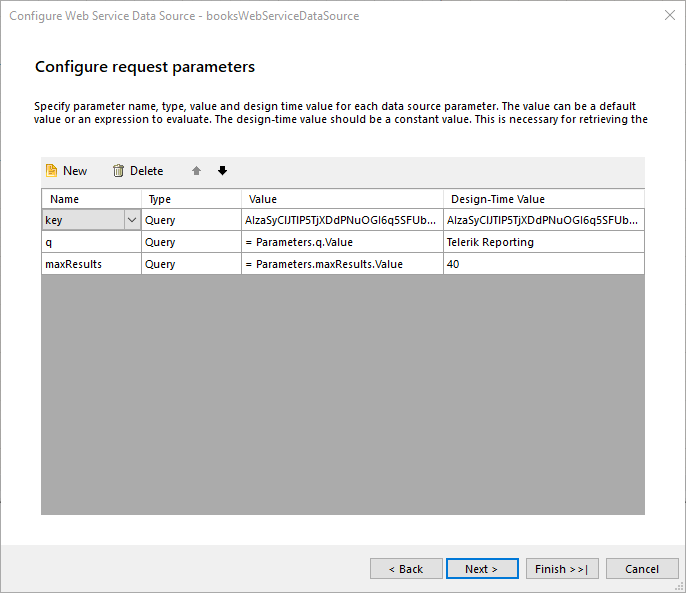 Configure Web Service Data Source - booksWebServiceDataSource
Configure request parameters
Specify parameter name, type, value and design time value for each data source parameter. The value can be a default
value or an expression to evaluate. The design-time value should be a constant value. This is necessary for retrieving the
New Delete
Name Type Value Design-Time Value
key Query AIzaSyCIJTIP5TjXDdPNuOGI6q5SFUb... AIzaSyCIJTIP5TjXDdPNuOGI6q5SFUb...
q Query = Parameters.q.Value Telerik Reporting
maxResults Query = Parameters.maxResults.Value 40
< Back Next > Finish >>| Cancel